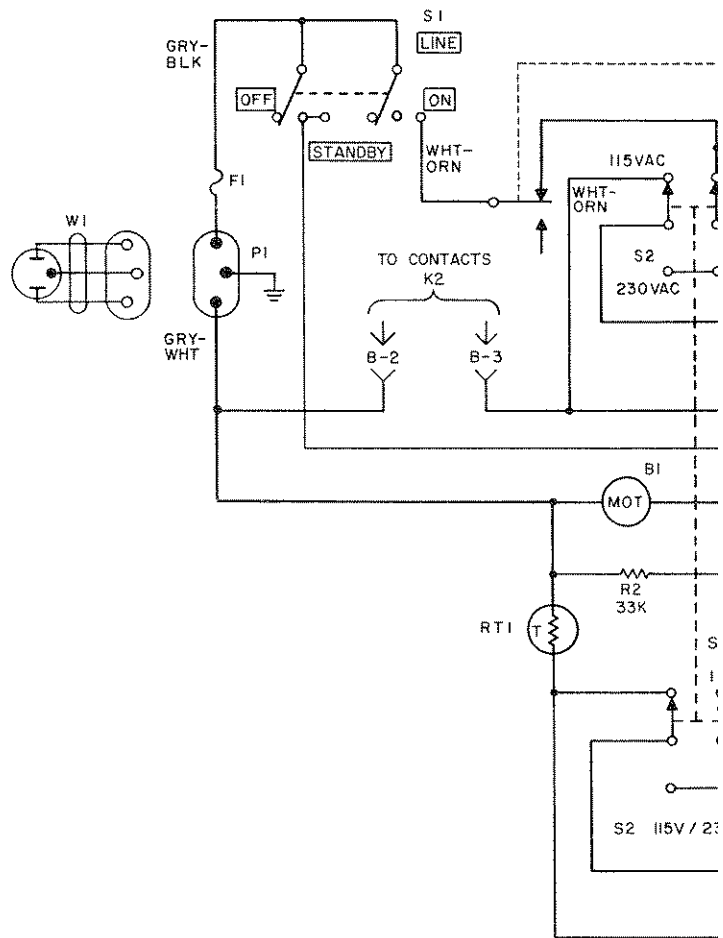 S1
LINE
GRY-
BLK
OFF
ON
STANDBY
WHT-
ORN
F1
115VAC
WHT-
ORN
W1
P1
TO CONTACTS
K2
S2
230VAC
GRY-
WHT
B-2
B-3
B1
MOT
R2
33K
RT1
T
S
1
S2 115V / 23